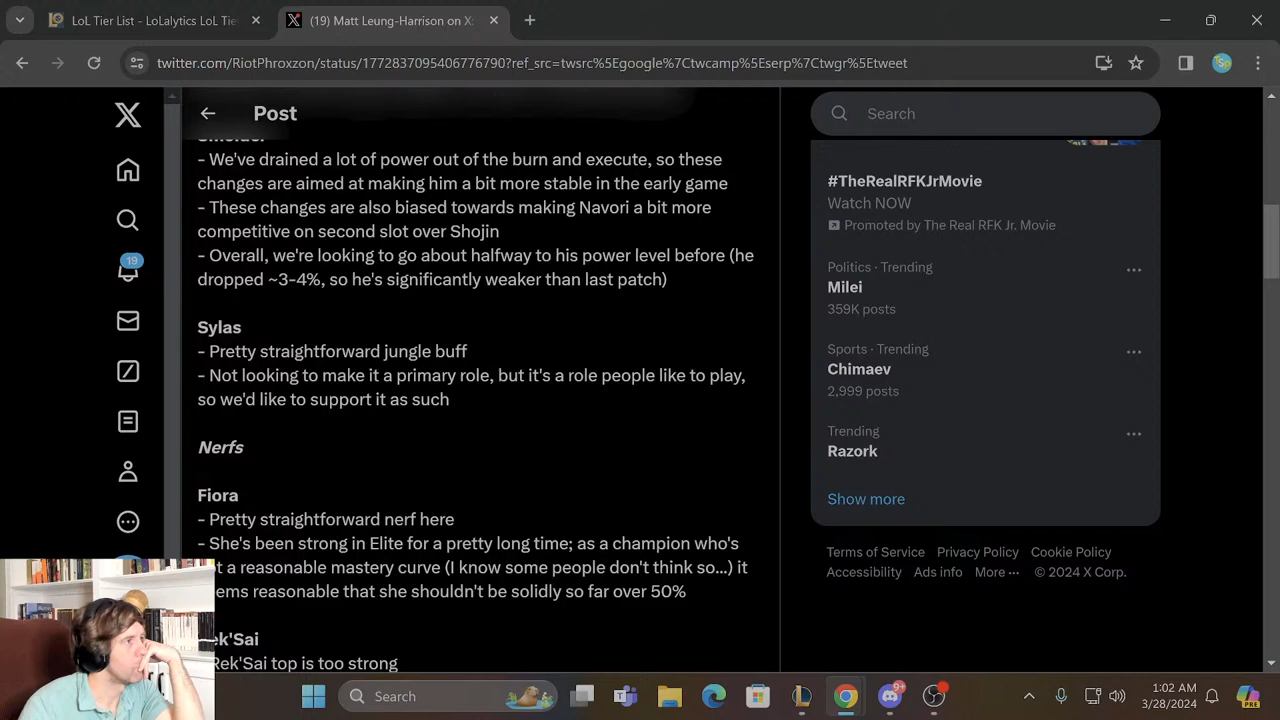 LoL Tier List - LoLalytics LoL Tie
(19) Matt Leung-Harrison on X:
twitter.com/RiotPhroxzon/status/1772837095406776790?ref_src=twsrc%5Egoogle%7Ctwcamp%5Eserp%7Ctwgr%5Etweet
Post
- We've drained a lot of power out of the burn and execute, so these
changes are aimed at making him a bit more stable in the early game
- These changes are also biased towards making Navori a bit more
competitive on second slot over Shojin
- Overall, we're looking to go about halfway to his power level before (he
dropped ~3-4%, so he's significantly weaker than last patch)
Sylas
- Pretty straightforward jungle buff
- Not looking to make it a primary role, but it's a role people like to play,
so we'd like to support it as such
Nerfs
Fiora
- Pretty straightforward nerf here
- She's been strong in Elite for a pretty long time; as a champion who's
t a reasonable mastery curve (I know some people don't think so...) it
ems reasonable that she shouldn't be solidly so far over 50%
ek'Sai
Rek'Sai top is too strong
19
Search
#TheRealRFKJrMovie
Watch NOW
Promoted by The Real RFK Jr. Movie
Politics · Trending
Milei
359K posts
Sports · Trending
Chimaev
2,999 posts
Trending
Razork
Show more
Terms of Service Privacy Policy Cookie Policy
Accessibility Ads info More ··· © 2024 X Corp.
Search
1:02 AM
3/28/2024
PRE